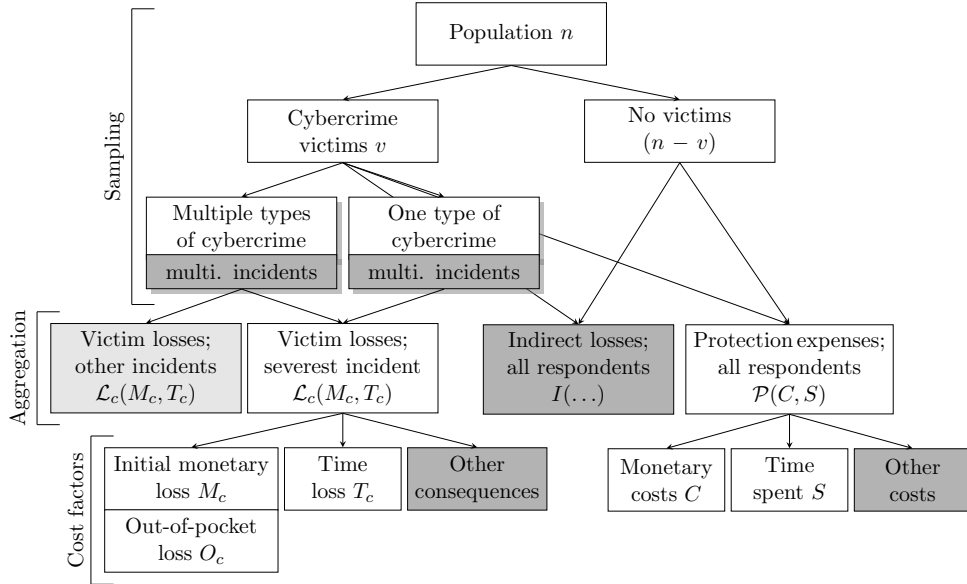 Population n
Sampling
Cybercrime
victims v
No victims
(n − v)
Multiple types
of cybercrime
multi. incidents
One type of
cybercrime
multi. incidents
Aggregation
Victim losses;
other incidents
ℒc(Mc, Tc)
Victim losses;
severest incident
ℒc(Mc, Tc)
Indirect losses;
all respondents
I(. . .)
Protection expenses;
all respondents
𝒫(C, S)
Cost factors
Initial monetary
loss Mc
Out-of-pocket
loss Oc
Time
loss Tc
Other
consequences
Monetary
costs C
Time
spent S
Other
costs